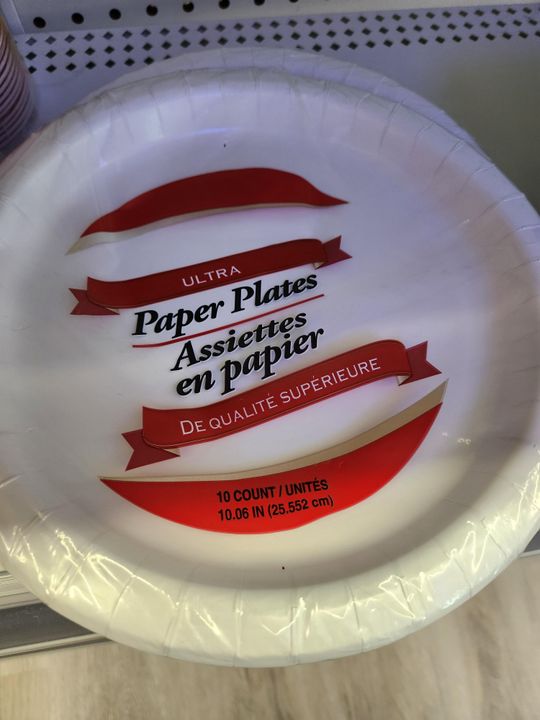 ULTRA
Paper Plates
Assiettes
en papier
DE QUALITÉ SUPÉRIEURE
10 COUNT / UNITÉS
10.06 IN (25.552 cm)